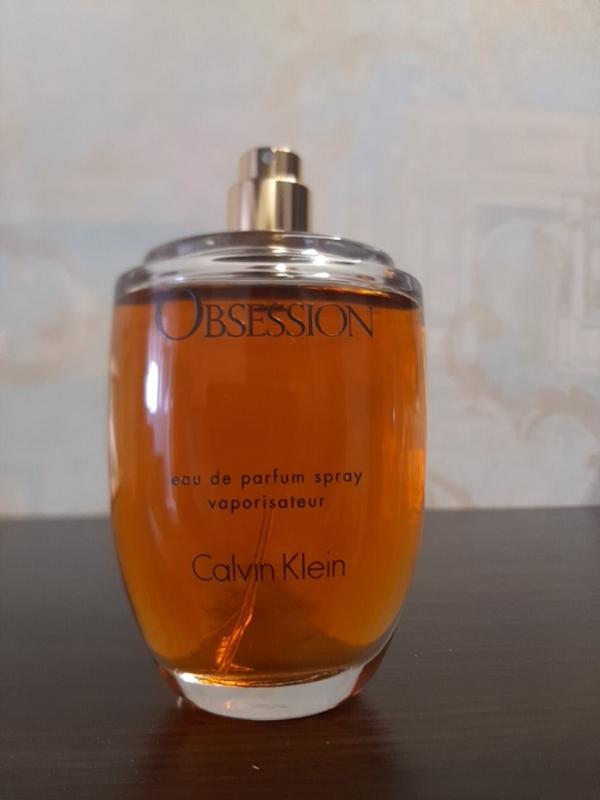 OBSESSION
eau de parfum spray
vaporisateur
Calvin Klein